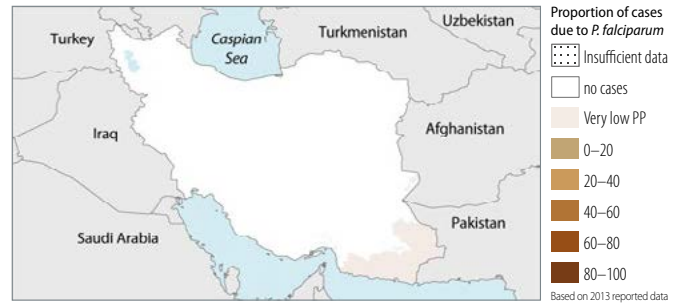 Turkey
Caspian
Sea
Turkmenistan
Uzbekistan
Iraq
Afghanistan
Saudi Arabia
Pakistan
Proportion of cases
due to P. falciparum
Insufficient data
no cases
Very low PP
0–20
20–40
40–60
60–80
80–100
Based on 2013 reported data